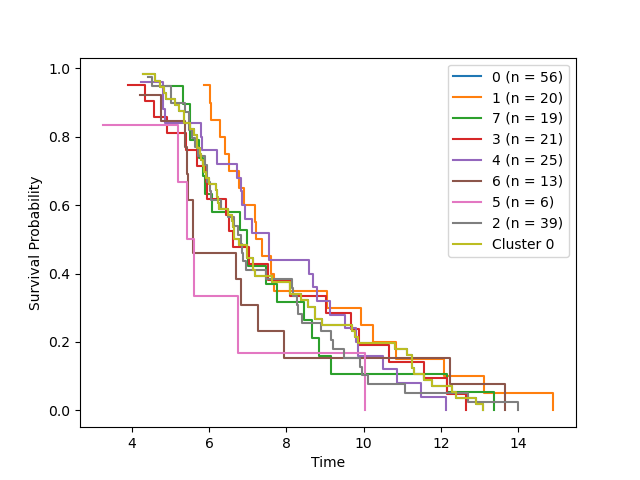 1.0
0.8
0.6
0.4
0.2
0.0
Survival Probability
4
6
8
10
12
14
Time
0 (n = 56)
1 (n = 20)
7 (n = 19)
3 (n = 21)
4 (n = 25)
6 (n = 13)
5 (n = 6)
2 (n = 39)
Cluster 0